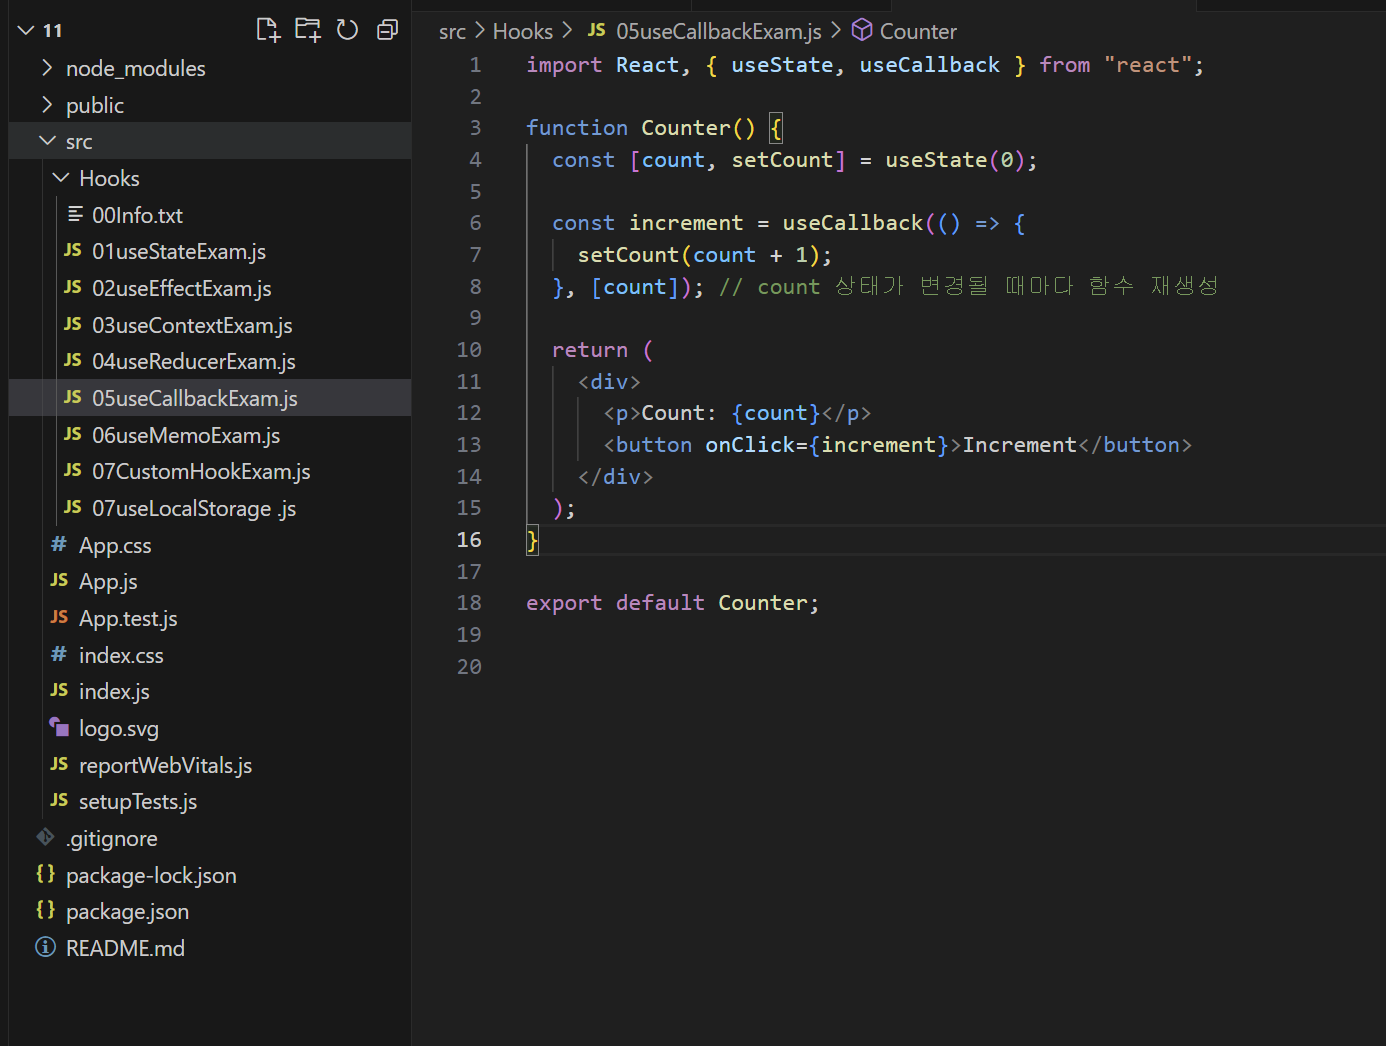 11
node_modules
public
src
Hooks
00Info.txt
JS 01useStateExam.js
JS 02useEffectExam.js
JS 03useContextExam.js
JS 04useReducerExam.js
JS 05useCallbackExam.js
JS 06useMemoExam.js
JS 07CustomHookExam.js
JS 07useLocalStorage .js
# App.css
JS App.js
JS App.test.js
# index.css
JS index.js
logo.svg
JS reportWebVitals.js
JS setupTests.js
.gitignore
{} package-lock.json
{} package.json
README.md
src > Hooks > JS 05useCallbackExam.js > Counter
1 import React, { useState, useCallback } from "react";
2
3 function Counter() {
4 const [count, setCount] = useState(0);
5
6 const increment = useCallback(() => {
7 setCount(count + 1);
8 }, [count]); // count 상태가 변경될 때마다 함수 재생성
9
10 return (
11 <div>
12 <p>Count: {count}</p>
13 <button onClick={increment}>Increment</button>
14 </div>
15 );
16 }
17
18 export default Counter;
19
20